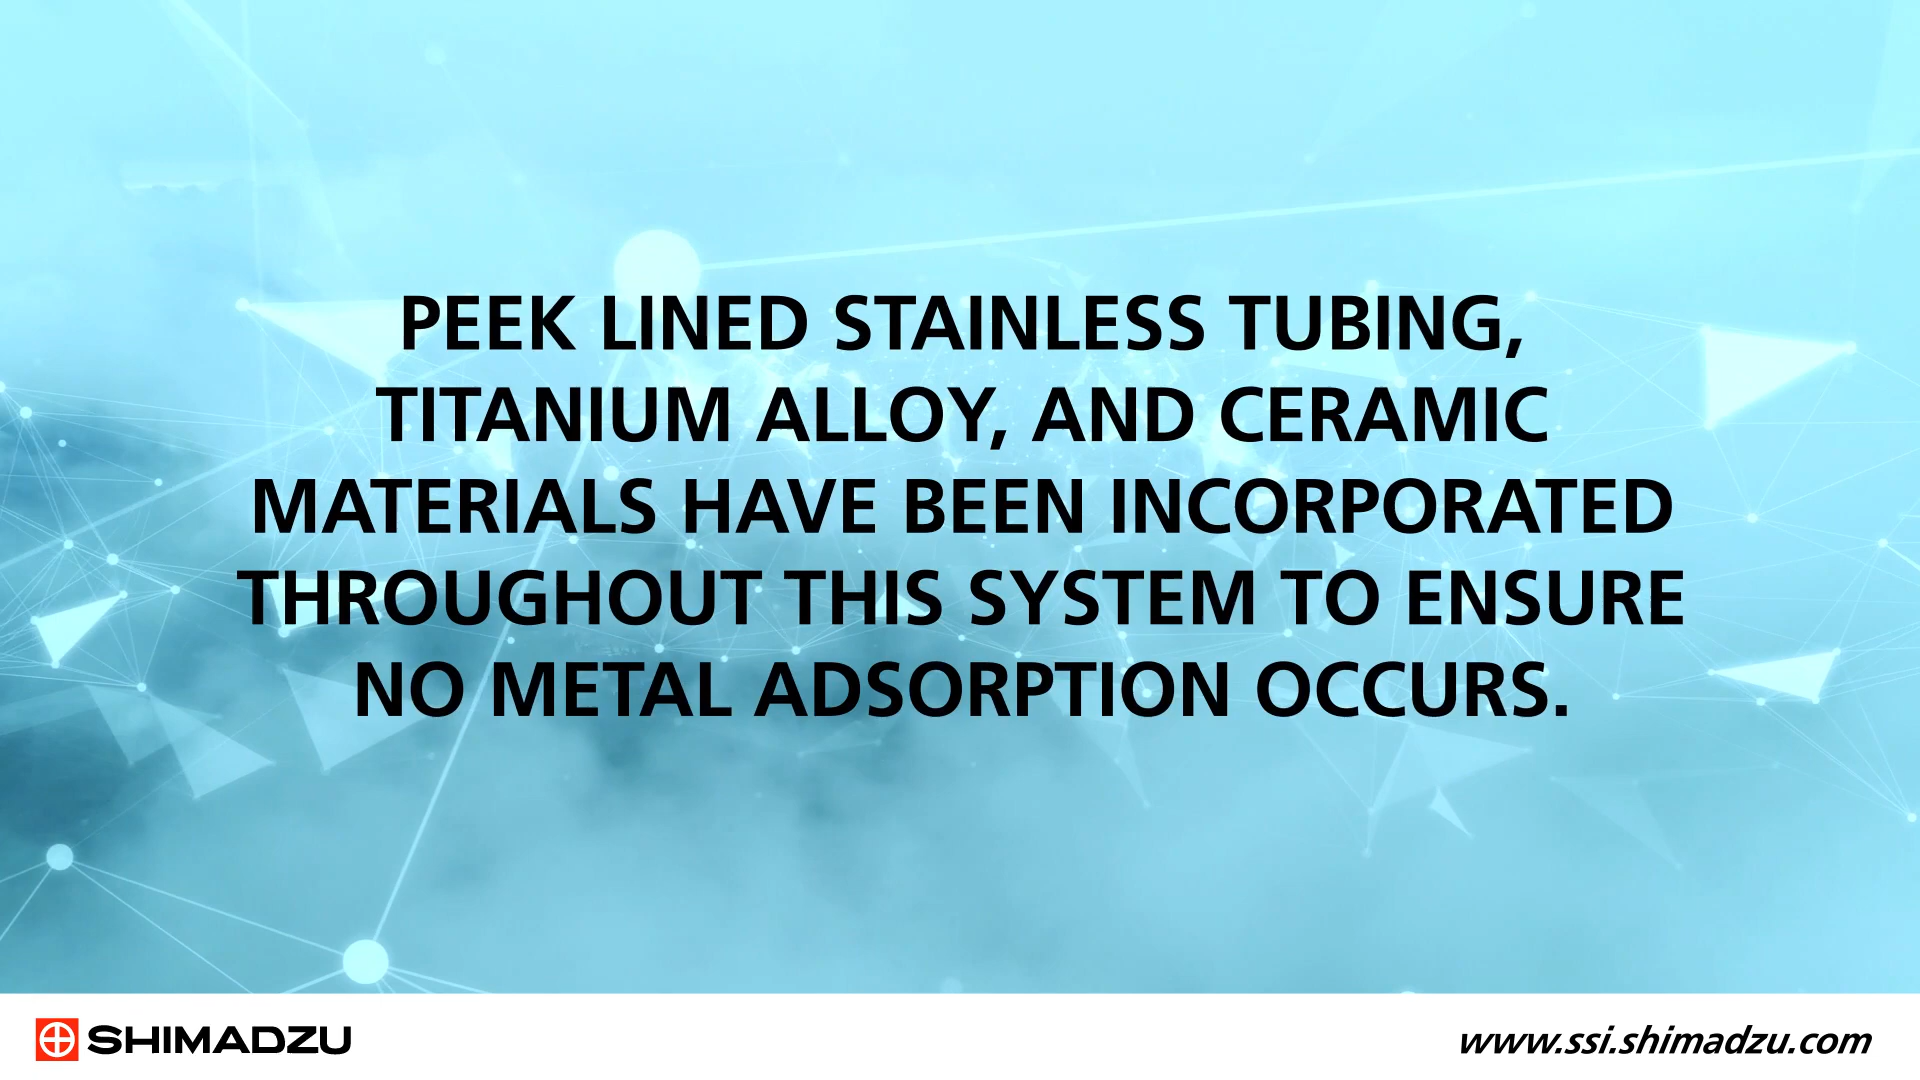 PEEK LINED STAINLESS TUBING,
TITANIUM ALLOY, AND CERAMIC
MATERIALS HAVE BEEN INCORPORATED
THROUGHOUT THIS SYSTEM TO ENSURE
NO METAL ADSORPTION OCCURS.
SHIMADZU
www.ssi.shimadzu.com